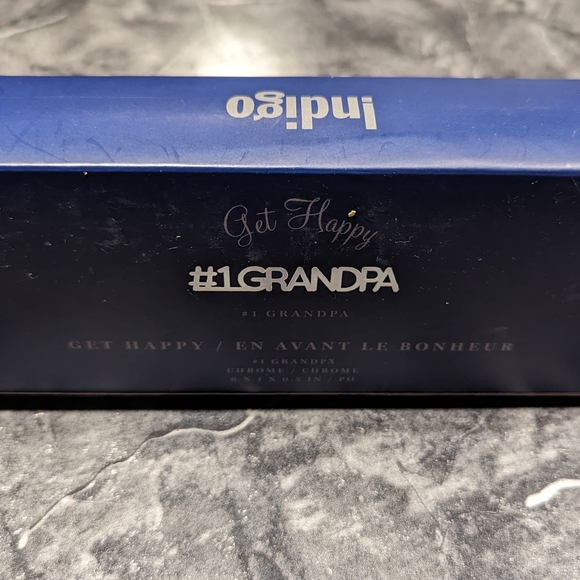 Indigo
Get Happy
#1GRANDPA
#1 GRANDPA
GET HAPPY / EN AVANT LE BONHEUR
#1 GRANDPA
CHROME / CHROME